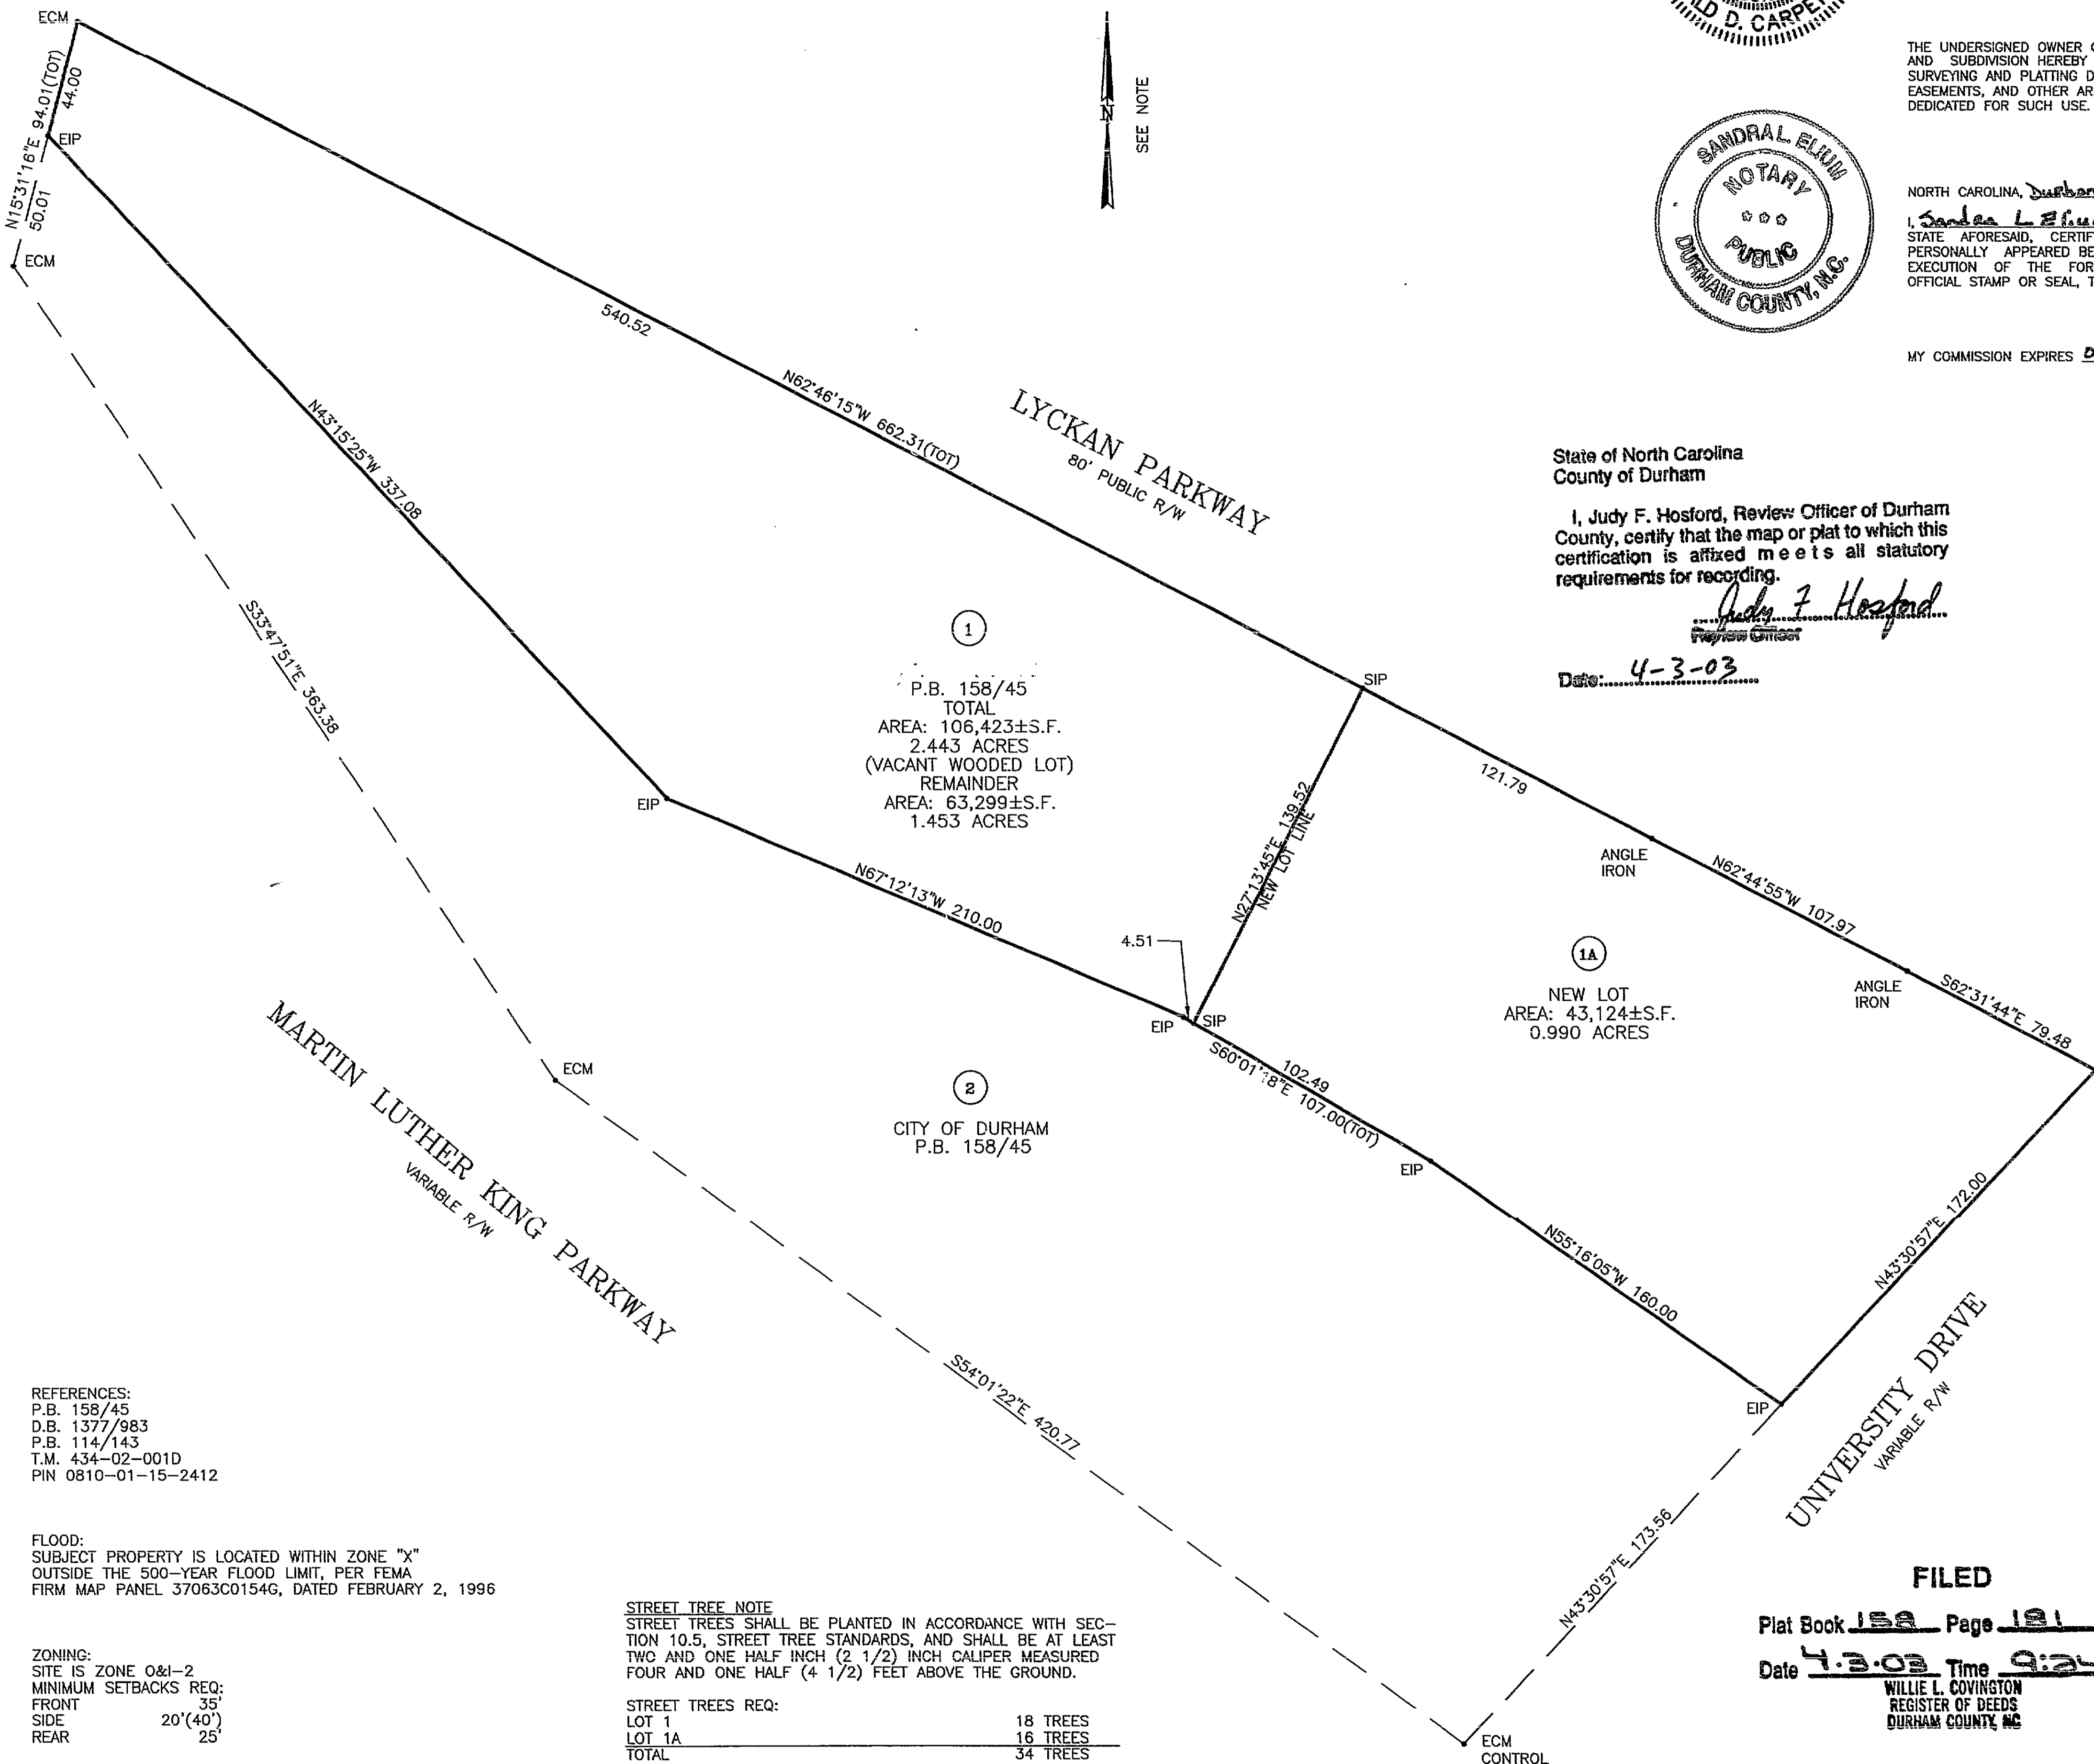 ECM
N15°31'16"E 94.01(TOT)
44.00
EIP
50.01
ECM
540.52
N62°46'15"W 662.31(TOT)
N
SEE NOTE
LYCKAN PARKWAY
80' PUBLIC R/W
D. CARPE
THE UNDERSIGNED OWNER
AND SUBDIVISION HEREBY
SURVEYING AND PLATTING
EASEMENTS, AND OTHER
DEDICATED FOR SUCH USE.
SANDRA L. ELIUM
NOTARY
PUBLIC
DURHAM COUNTY, N.C.
NORTH CAROLINA, Durham
I, Sandra L Elium
STATE AFORESAID,
PERSONALLY APPEARED
EXECUTION OF THE
OFFICIAL STAMP OR SEAL,
MY COMMISSION EXPIRES
State of North Carolina
County of Durham
I, Judy F. Hosford, Review Officer of Durham
County, certify that the map or plat to which this
certification is affixed meets all statutory
requirements for recording.
Judy F Hosford
Review Officer
Date: 4-3-03
N43°15'25"W 337.08
S33°47'51"E 363.38
1
P.B. 158/45
TOTAL
AREA: 106,423±S.F.
2.443 ACRES
(VACANT WOODED LOT)
REMAINDER
AREA: 63,299±S.F.
1.453 ACRES
SIP
121.79
N27°13'45"E 139.52
NEW LOT LINE
EIP
N67°12'13"W 210.00
ANGLE
IRON
N62°44'55"W 107.97
4.51
1A
NEW LOT
AREA: 43,124±S.F.
0.990 ACRES
ANGLE
IRON
S62°31'44"E 79.48
EIP
SIP
102.49
S60°01'18"E 107.00(TOT)
EIP
MARTIN LUTHER KING PARKWAY
VARIABLE R/W
ECM
2
CITY OF DURHAM
P.B. 158/45
N55°16'05"W 160.00
N43°30'57"E 172.00
EIP
UNIVERSITY DRIVE
VARIABLE R/W
S54°01'22"E 420.77
N43°30'57"E 173.56
ECM
CONTROL
REFERENCES:
P.B. 158/45
D.B. 1377/983
P.B. 114/143
T.M. 434-02-001D
PIN 0810-01-15-2412
FLOOD:
SUBJECT PROPERTY IS LOCATED WITHIN ZONE "X"
OUTSIDE THE 500-YEAR FLOOD LIMIT, PER FEMA
FIRM MAP PANEL 37063C0154G, DATED FEBRUARY 2, 1996
ZONING:
SITE IS ZONE O&I-2
MINIMUM SETBACKS REQ:
FRONT 35'
SIDE 20'(40')
REAR 25'
STREET TREE NOTE
STREET TREES SHALL BE PLANTED IN ACCORDANCE WITH SEC-
TION 10.5, STREET TREE STANDARDS, AND SHALL BE AT LEAST
TWO AND ONE HALF INCH (2 1/2) INCH CALIPER MEASURED
FOUR AND ONE HALF (4 1/2) FEET ABOVE THE GROUND.
STREET TREES REQ:
LOT 1 18 TREES
LOT 1A 16 TREES
TOTAL 34 TREES
FILED
Plat Book Page 181
Date 4.3.03 Time
WILLIE L. COVINGTON
REGISTER OF DEEDS
DURHAM COUNTY, NC